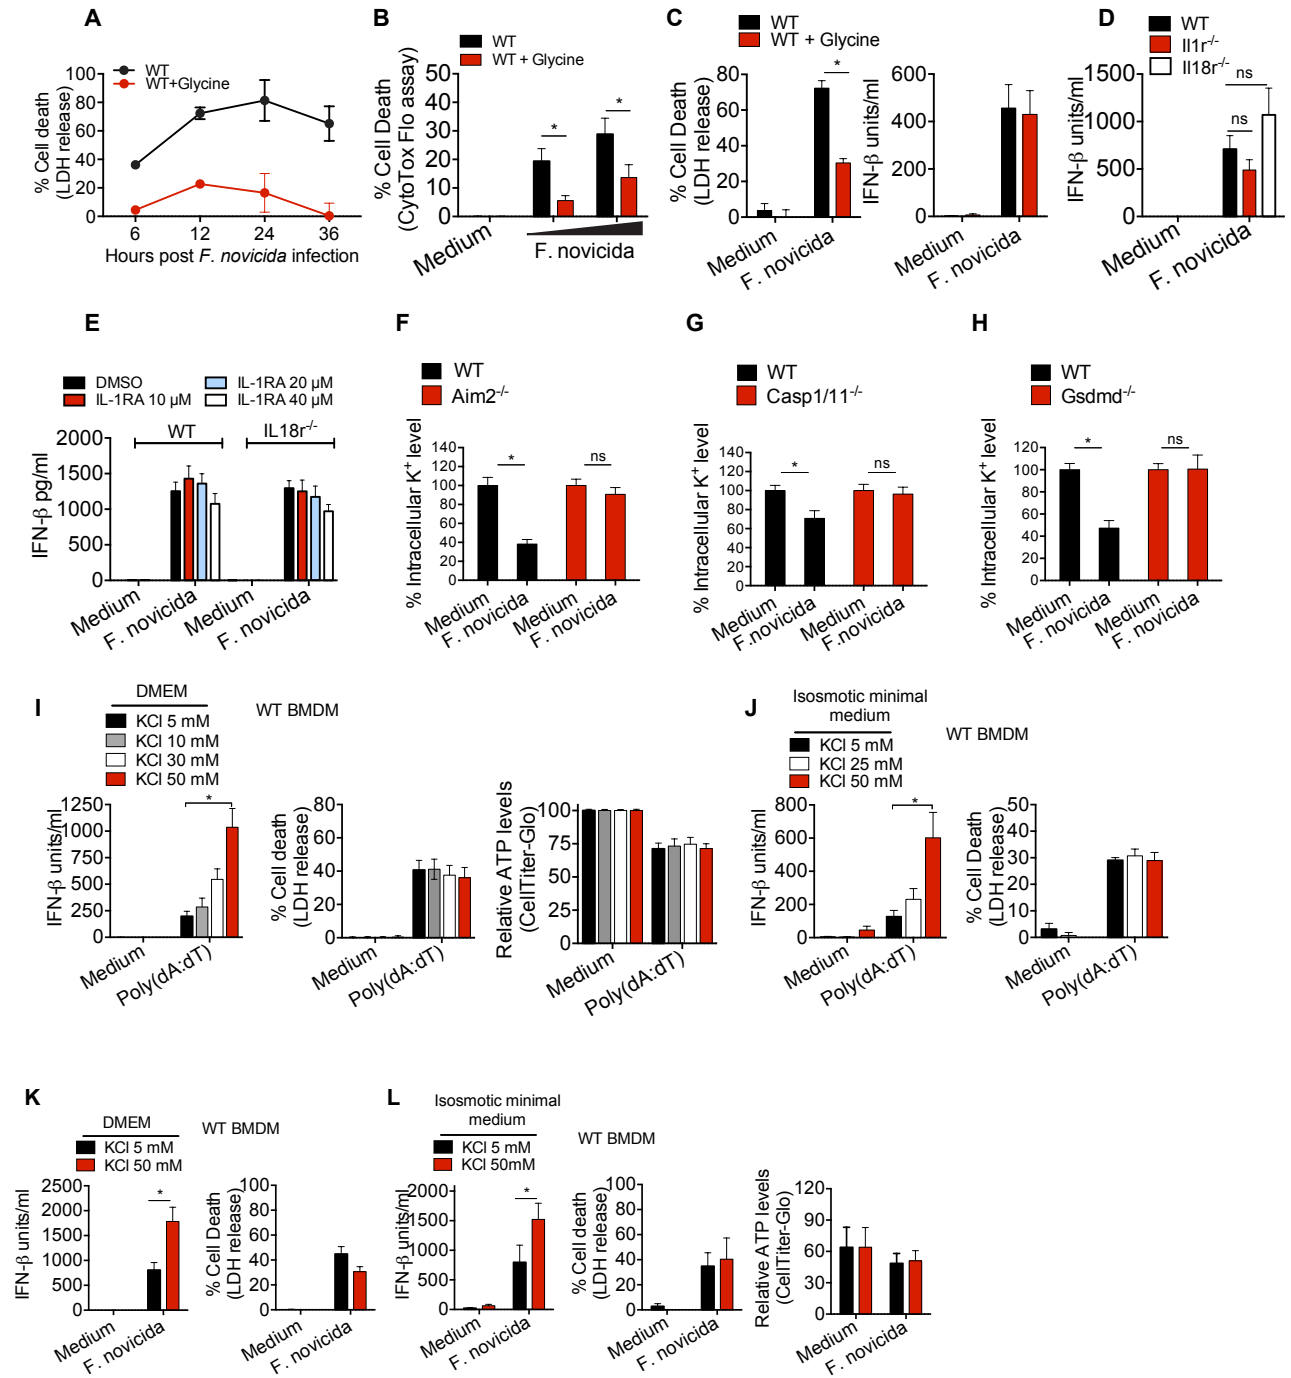 A
WT
WT+Glycine
% Cell death
(LDH release)
100
80
60
40
20
0
6 12 24 36
Hours post F. novicida infection
B
WT
WT + Glycine
% Cell Death
(CytoTox Flo assay)
50
40
30
20
10
0
*
*
Medium
F. novicida
C
WT
WT + Glycine
% Cell Death
(LDH release)
80
60
40
20
0
*
Medium
F. novicida
IFN-β units/ml
600
400
200
0
Medium
F. novicida
D
WT
Il1r-/-
Il18r-/-
IFN-β units/ml
1,500
1000
500
0
ns
ns
Medium
F. novicida
E
DMSO
IL-1RA 10 µM
IL-1RA 20 µM
IL-1RA 40 µM
WT
IL18r-/-
IFN-β pg/ml
2000
1500
1000
500
0
Medium
F. novicida
Medium
F. novicida
F
WT
Aim2-/-
% Intracellular K+ level
140
120
100
80
60
40
20
0
*
ns
Medium
F. novicida
Medium
F. novicida
G
WT
Casp1/11-/-
% Intracellular K+ level
140
120
100
80
60
40
20
0
*
ns
Medium
F.novicida
Medium
F.novicida
H
WT
Gsdmd-/-
% Intracellular K+ level
120
100
80
60
40
20
0
*
ns
Medium
F. novicida
Medium
F. novicida
I
DMEM
KCl 5 mM
KCl 10 mM
KCl 30 mM
KCl 50 mM
WT BMDM
IFN-β units/ml
1250
1000
750
500
250
0
*
Medium
Poly(dA:dT)
% Cell death
(LDH release)
80
60
40
20
0
Medium
Poly(dA:dT)
Relative ATP levels
(CellTiter-Glo)
100
75
50
25
0
Medium
Poly(dA:dT)
J
Isosmotic minimal
medium
KCl 5 mM
KCl 25 mM
KCl 50 mM
WT BMDM
IFN-β units/ml
800
600
400
200
0
*
Medium
Poly(dA:dT)
% Cell Death
(LDH release)
50
40
30
20
10
0
Medium
Poly(dA:dT)
K
DMEM
KCl 5 mM
KCl 50 mM
WT BMDM
IFN-β units/ml
2500
2000
1500
1000
500
0
*
Medium
F. novicida
% Cell Death
(LDH release)
100
80
60
40
20
0
Medium
F. novicida
L
Isosmotic minimal
medium
KCl 5 mM
KCl 50mM
WT BMDM
IFN-β units/ml
2000
1500
1000
500
0
*
Medium
F. novicida
% Cell death
(LDH release)
100
80
60
40
20
0
Medium
F. novicida
Relative ATP levels
(CellTiter-Glo)
120
90
60
30
0
Medium
F. novicida